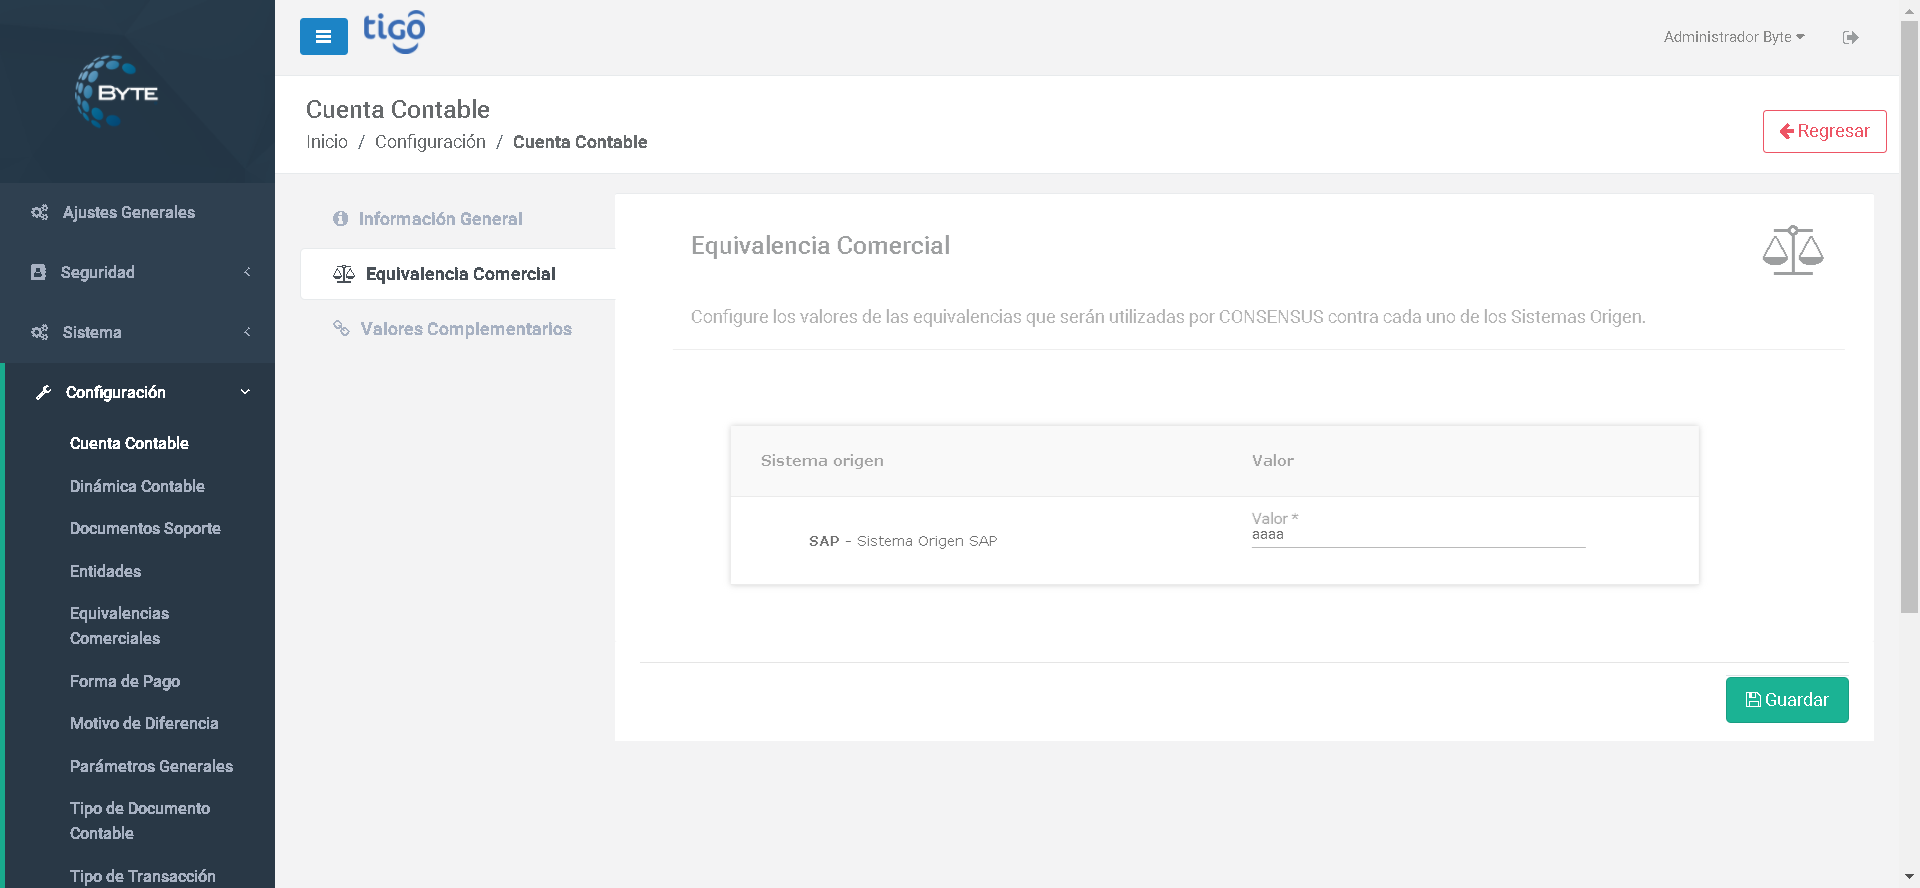 BYTE
Ajustes Generales
Seguridad
Sistema
Configuración
Cuenta Contable
Dinámica Contable
Documentos Soporte
Entidades
Equivalencias
Comerciales
Forma de Pago
Motivo de Diferencia
Parámetros Generales
Tipo de Documento
Contable
Tipo de Transacción
tigo
Administrador Byte
Cuenta Contable
Inicio / Configuración / Cuenta Contable
Regresar
Información General
Equivalencia Comercial
Valores Complementarios
Equivalencia Comercial
Configure los valores de las equivalencias que serán utilizadas por CONSENSUS contra cada uno de los Sistemas Origen.
Sistema origen Valor
Valor *
SAP - Sistema Origen SAP aaaa
Guardar